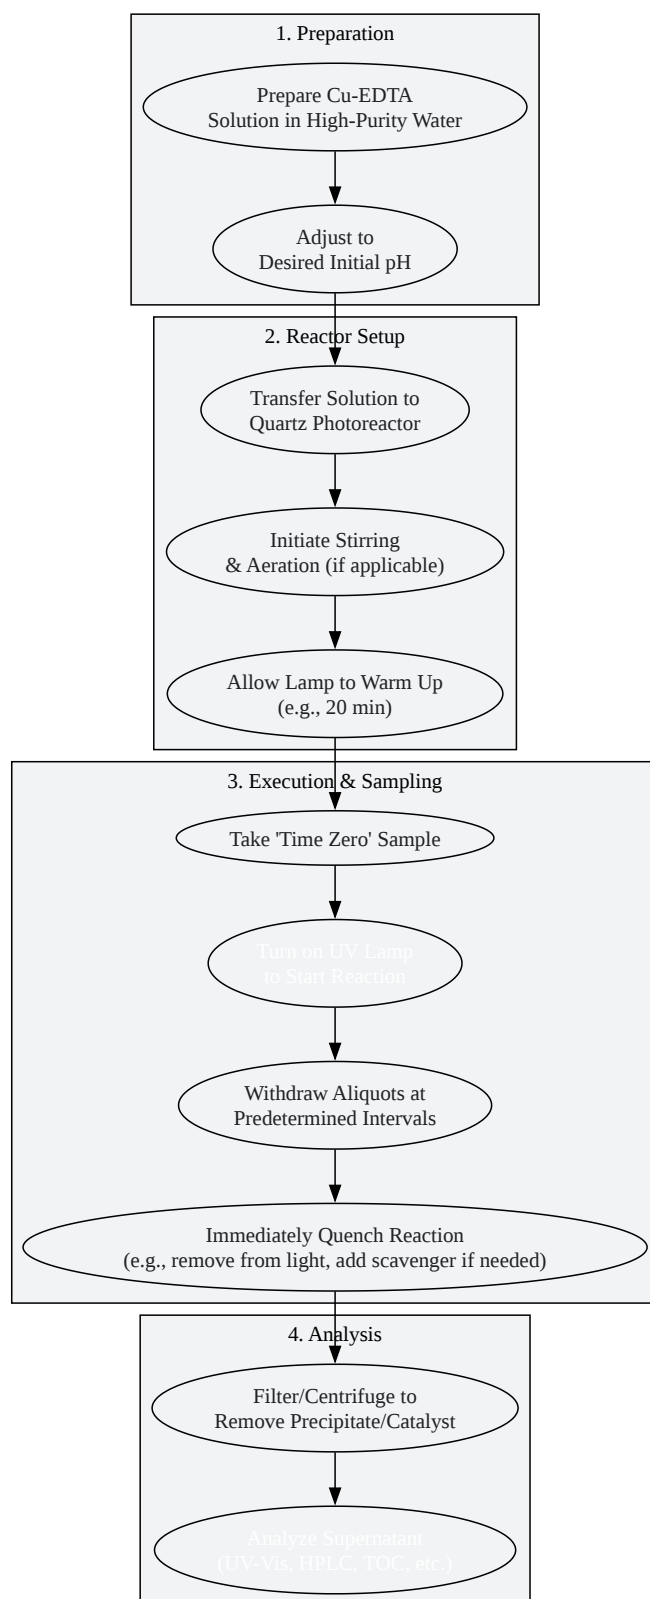 1. Preparation
Prepare Cu-EDTA
Solution in High-Purity Water
Adjust to
Desired Initial pH
2. Reactor Setup
Transfer Solution to
Quartz Photoreactor
Initiate Stirring
& Aeration (if applicable)
Allow Lamp to Warm Up
(e.g., 20 min)
3. Execution & Sampling
Take 'Time Zero' Sample
Turn on UV Lamp
to Start Reaction
Withdraw Aliquots at
Predetermined Intervals
Immediately Quench Reaction
(e.g., remove from light, add scavenger if needed)
4. Analysis
Filter/Centrifuge to
Remove Precipitate/Catalyst
Analyze Supernatant
(UV-Vis, HPLC, TOC, etc.)